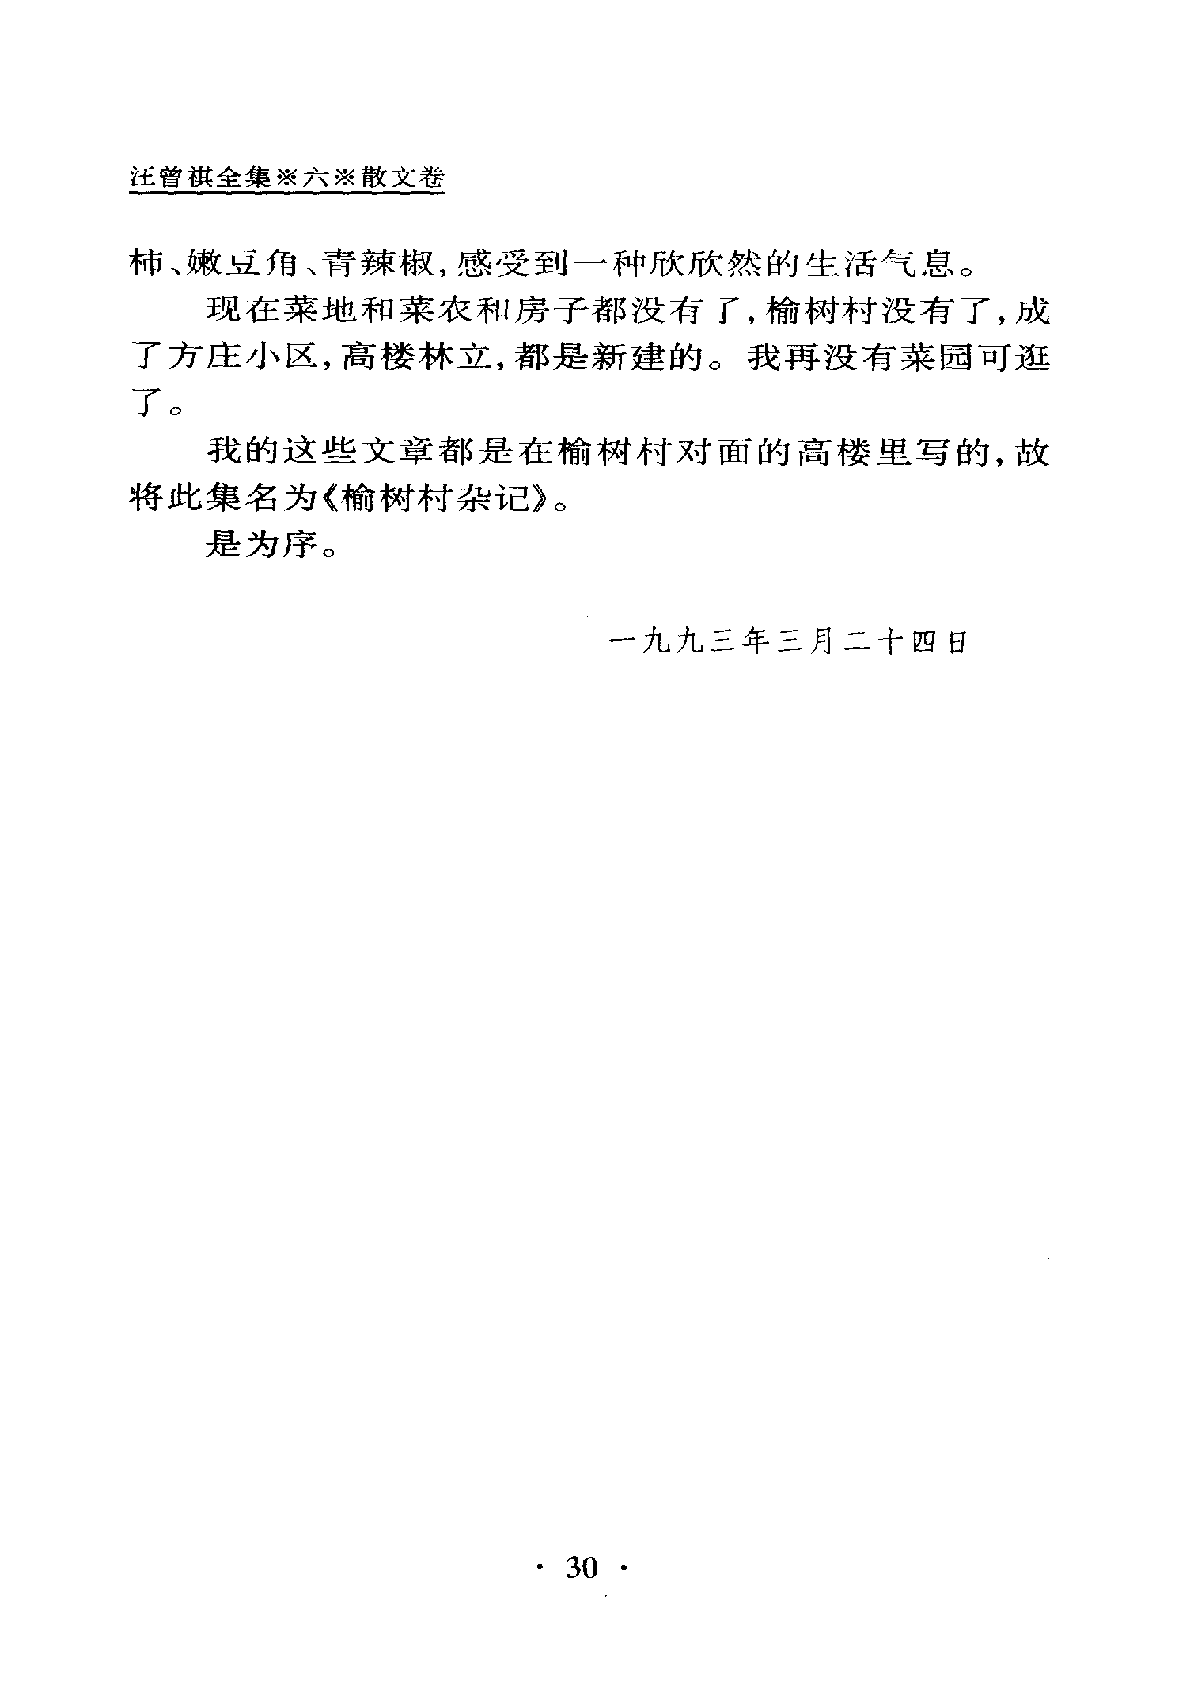 汪曾祺全集※六※散文卷
柿、嫩豆角、青辣椒,感受到一种欣欣然的生活气息。
现在菜地和菜农和房子都没有了,榆树村没有了,成
了方庄小区,高楼林立,都是新建的。我再没有菜园可逛
了。
我的这些文章都是在榆树村对面的高楼里写的,故
将此集名为《榆树村杂记》。
是为序。
一九九三年三月二十四日
· 30 ·